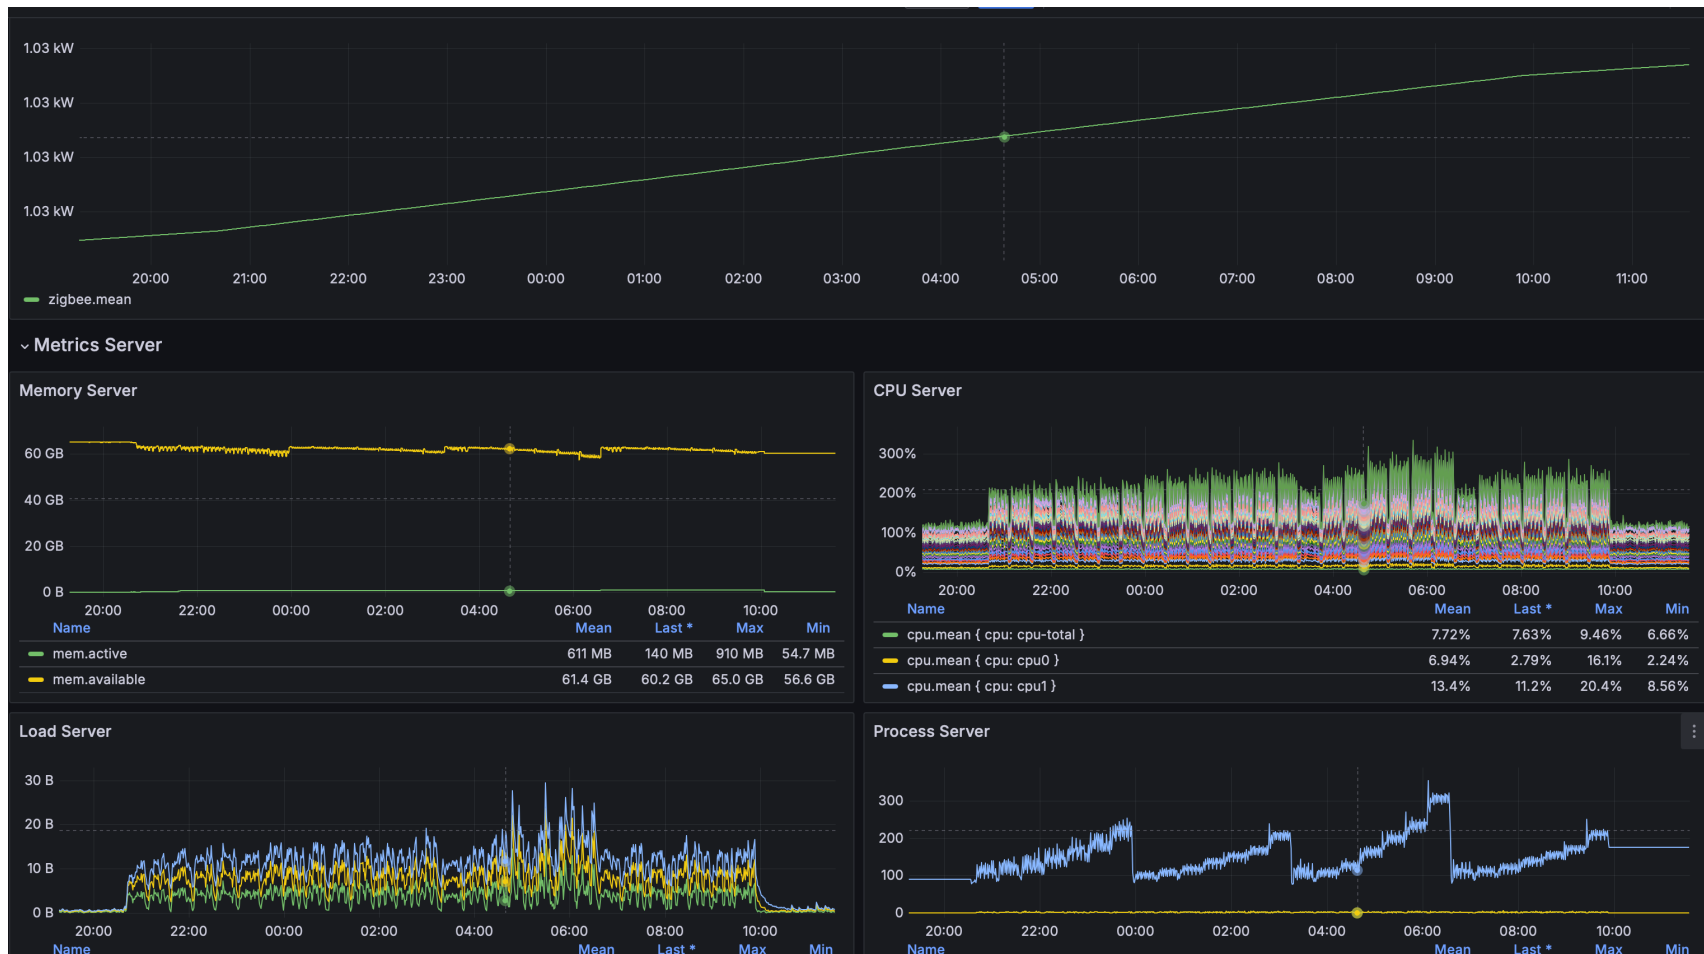 1.03 kW
1.03 kW
1.03 kW
1.03 kW
20:00 21:00 22:00 23:00 00:00 01:00 02:00 03:00 04:00 05:00 06:00 07:00 08:00 09:00 10:00 11:00
zigbee.mean
Metrics Server
Memory Server
60 GB
40 GB
20 GB
0 B
20:00 22:00 00:00 02:00 04:00 06:00 08:00 10:00
Name Mean Last * Max Min
mem.active 611 MB 140 MB 910 MB 54.7 MB
mem.available 61.4 GB 60.2 GB 65.0 GB 56.6 GB
CPU Server
300%
200%
100%
0%
20:00 22:00 00:00 02:00 04:00 06:00 08:00 10:00
Name Mean Last * Max Min
cpu.mean { cpu: cpu-total } 7.72% 7.63% 9.46% 6.66%
cpu.mean { cpu: cpu0 } 6.94% 2.79% 16.1% 2.24%
cpu.mean { cpu: cpu1 } 13.4% 11.2% 20.4% 8.56%
Load Server
30 B
20 B
10 B
0 B
20:00 22:00 00:00 02:00 04:00 06:00 08:00 10:00
Name Mean Last * Max Min
Process Server
300
200
100
0
20:00 22:00 00:00 02:00 04:00 06:00 08:00 10:00
Name Mean Last * Max Min